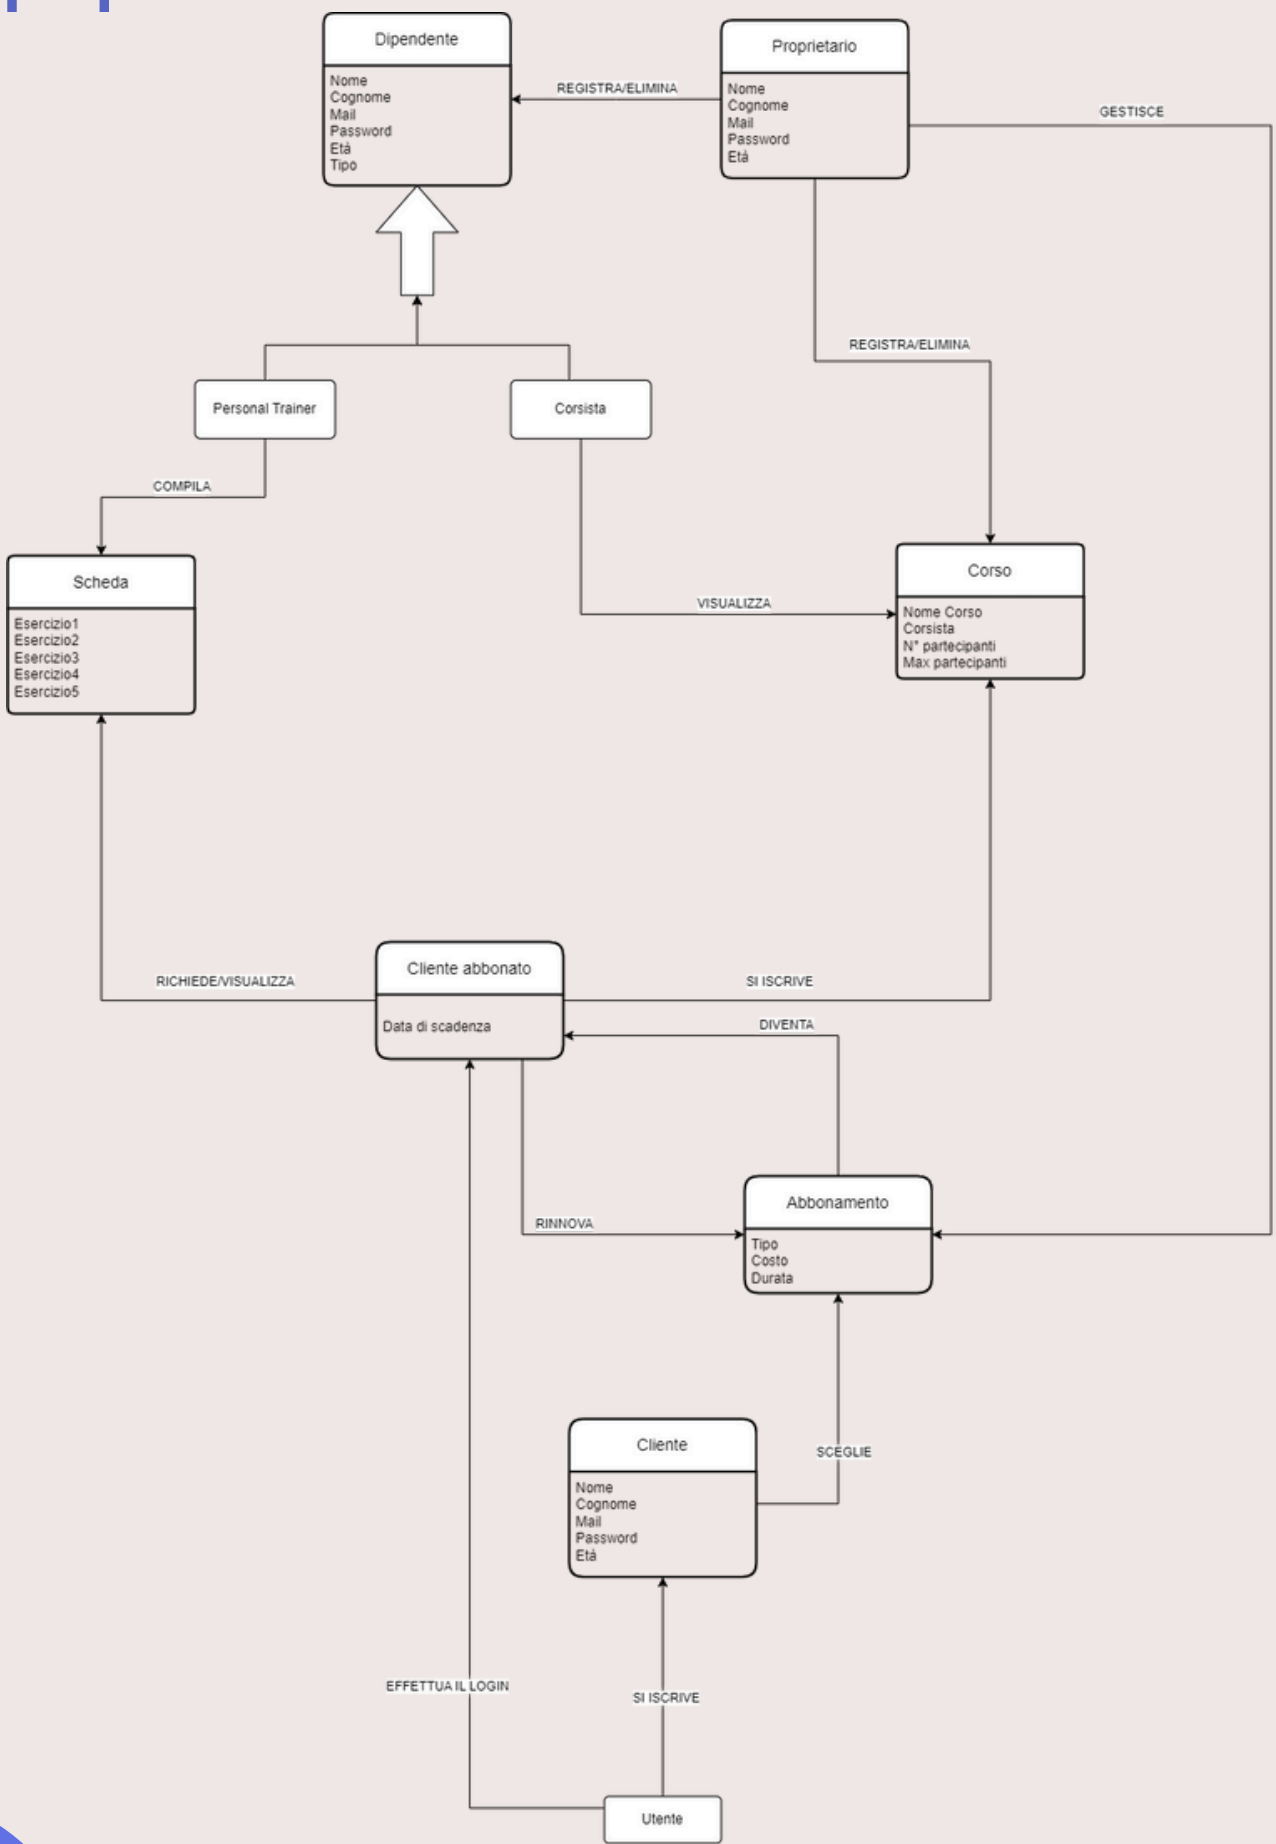 Dipendente
Nome
Cognome
Mail
Password
Etá
Tipo
REGISTRA/ELIMINA
Proprietario
Nome
Cognome
Mail
Password
Etá
GESTISCE
REGISTRA/ELIMINA
Personal Trainer
Corsista
COMPILA
Scheda
Esercizio1
Esercizio2
Esercizio3
Esercizio4
Esercizio5
VISUALIZZA
Corso
Nome Corso
Corsista
N° partecipanti
Max partecipanti
RICHIEDE/VISUALIZZA
Cliente abbonato
Data di scadenza
SI ISCRIVE
DIVENTA
RINNOVA
Abbonamento
Tipo
Costo
Durata
Cliente
Nome
Cognome
Mail
Password
Etá
SCEGLIE
EFFETTUA IL LOGIN
SI ISCRIVE
Utente